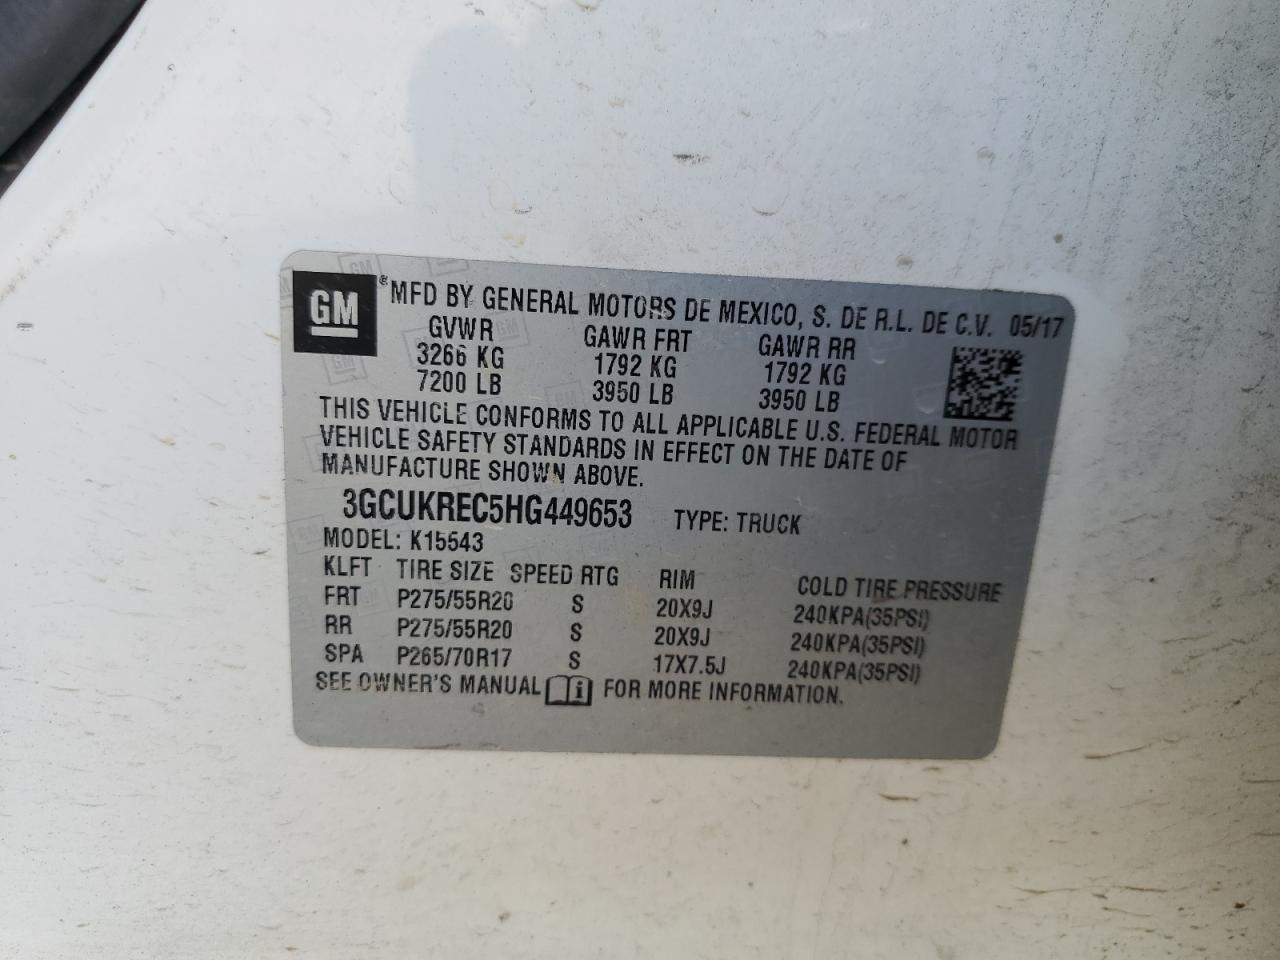 GM ® MFD BY GENERAL MOTORS DE MEXICO, S. DE R.L. DE C.V. 05/17
GVWR GAWR FRT GAWR RR
3266 KG 1792 KG 1792 KG
7200 LB 3950 LB 3950 LB
THIS VEHICLE CONFORMS TO ALL APPLICABLE U.S. FEDERAL MOTOR
VEHICLE SAFETY STANDARDS IN EFFECT ON THE DATE OF
MANUFACTURE SHOWN ABOVE.
3GCUKREC5HG449653 TYPE: TRUCK
MODEL: K15543
KLFT TIRE SIZE SPEED RTG RIM COLD TIRE PRESSURE
FRT P275/55R20 S 20X9J 240KPA(35PSI)
RR P275/55R20 S 20X9J 240KPA(35PSI)
SPA P265/70R17 S 17X7.5J 240KPA(35PSI)
SEE OWNER'S MANUAL i FOR MORE INFORMATION.